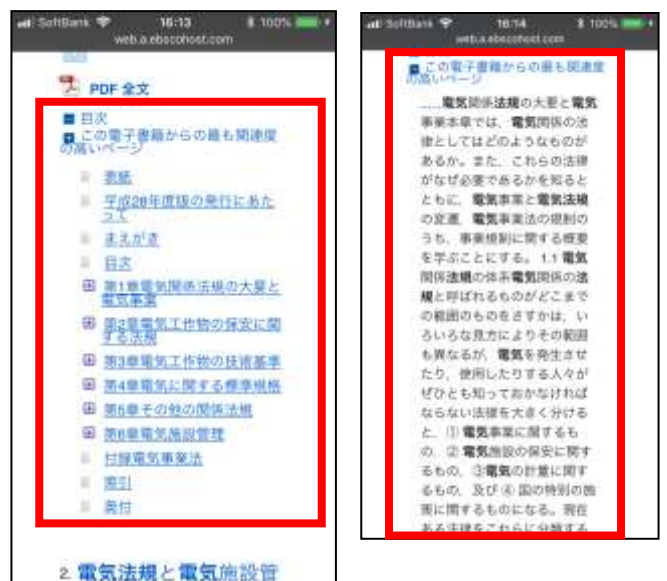 SoftBank 16:13 100%
web.a.ebscohost.com
PDF 全文
目次
この電子書籍からの最も関連度
の高いページ
表紙
平成28年度版の発行にあた
って
まえがき
目次
第1章電気関係法規の大要と
電気事業
第2章電気工作物の保安に関
する法規
第3章電気工作物の技術基準
第4章電気に関する標準規格
第5章その他の関係法規
第6章電気施設管理
付録電気事業法
索引
奥付
2. 電気法規と電気施設管
SoftBank 16:14 100%
web.a.ebscohost.com
この電子書籍からの最も関連度
の高いページ
......電気関係法規の大要と電気
事業本章では、電気関係の法
律としてはどのようなものが
あるか。また、これらの法律
がなぜ必要であるかを知ると
ともに、電気事業と電気法規
の変遷、電気事業法の規制の
うち、事業規制に関する概要
を学ぶことにする。 1.1 電気
関係法規の体系電気関係の法
規と呼ばれるものがどこまで
の範囲のものをさすかは、い
ろいろな見方によりその範囲
も異なるが、電気を発生させ
たり、使用したりする人々が
ぜひとも知っておかなければ
ならない法律を大きく分ける
と、① 電気事業に関するも
の、② 電気施設の保安に関す
るもの、③電気の計量に関す
るもの、及び ④ 国の特別の施
策に関するものになる。現在
ある法律をこれらに分類する